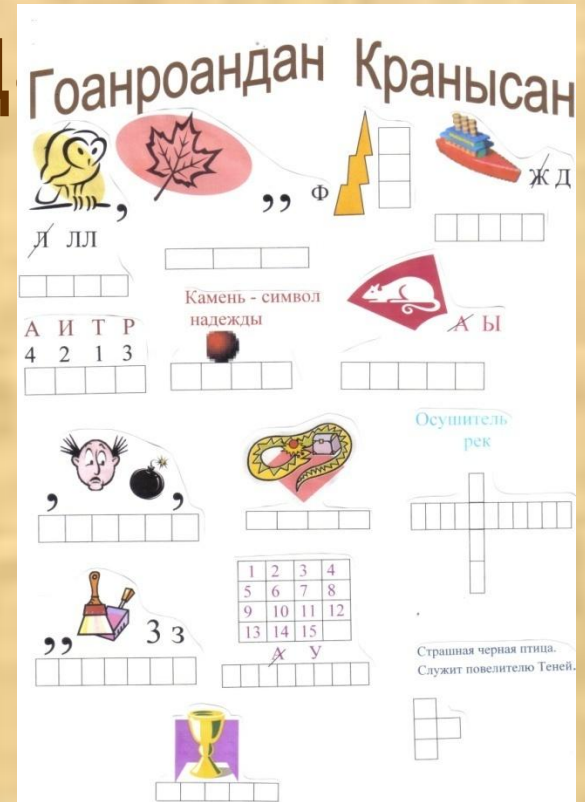 Д
Гоанроандан Кранысан
,
,,
Ф
Ж Д
Л ЛЛ
Камень - символ
надежды
А И Т Р
4 2 1 3
А Ы
Осушитель
рек
,
,
1 2 3 4
5 6 7 8
9 10 11 12
13 14 15
А У
,,
З з
Страшная черная птица.
Служит повелителю Теней.